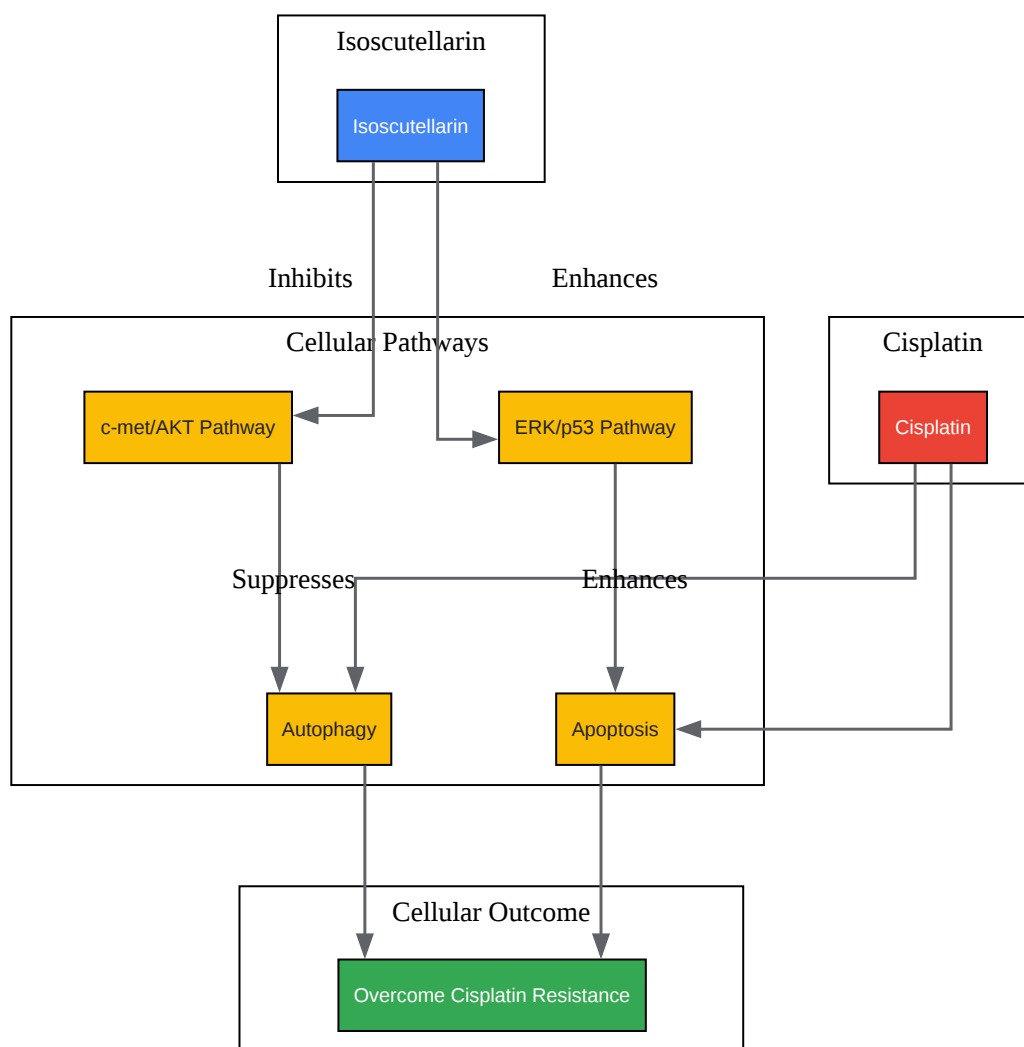 Isoscutellarin
Isoscutellarin
Inhibits
Enhances
Cellular Pathways
Cisplatin
c-met/AKT Pathway
ERK/p53 Pathway
Cisplatin
Suppresses
Enhances
Autophagy
Apoptosis
Cellular Outcome
Overcome Cisplatin Resistance